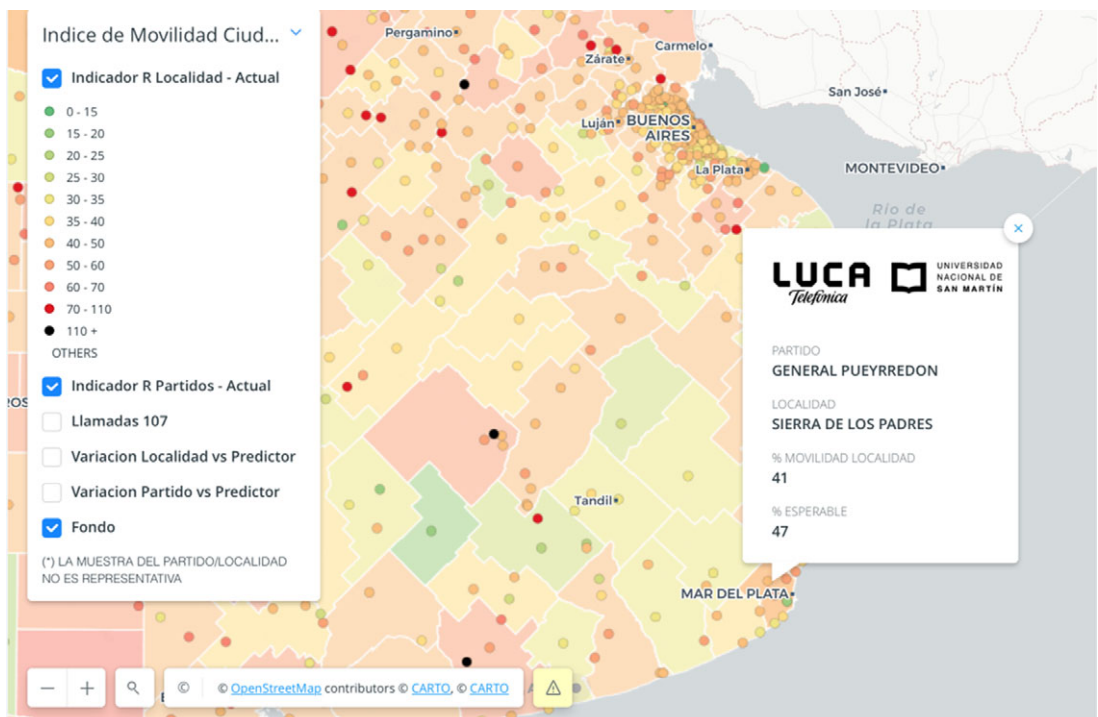 Indice de Movilidad Ciud...
Indicador R Localidad - Actual
0 - 15
15 - 20
20 - 25
25 - 30
30 - 35
35 - 40
40 - 50
50 - 60
60 - 70
70 - 110
110 +
OTHERS
Indicador R Partidos - Actual
Llamadas 107
Variacion Localidad vs Predictor
Variacion Partido vs Predictor
Fondo
(*) LA MUESTRA DEL PARTIDO/LOCALIDAD
NO ES REPRESENTATIVA
Pergamino
Carmelo
Zárate
San José
Luján
BUENOS
AIRES
La Plata
MONTEVIDEO
Río de
la Plata
LUCA
Telefónica
UNIVERSIDAD
NACIONAL DE
SAN MARTÍN
PARTIDO
GENERAL PUEYRREDON
LOCALIDAD
SIERRA DE LOS PADRES
% MOVILIDAD LOCALIDAD
41
% ESPERABLE
47
Tandil
MAR DEL PLATA
© © OpenStreetMap contributors © CARTO, © CARTO